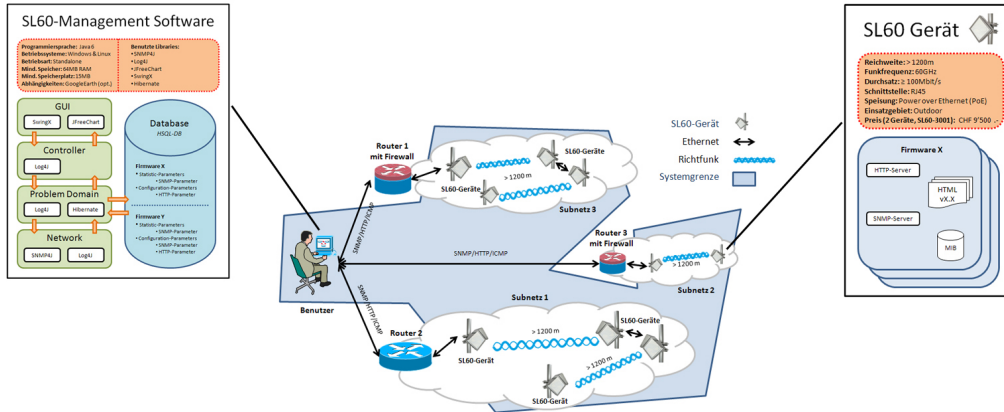 SL60-Management Software
Programmiersprache: Java 6
Betriebssysteme: Windows & Linux
Betriebsart: Standalone
Mind. Speicher: 64MB RAM
Mind. Speicherplatz: 15MB
Abhängigkeiten: GoogleEarth (opt.)
Benutzte Libraries:
•SNMP4J
•Log4J
•JFreeChart
•SwingX
•Hibernate
GUI
SwingX
JFreeChart
Controller
Log4J
Problem Domain
Log4J
Hibernate
Network
SNMP4J
Log4J
Database
HSQL-DB
Firmware X
• Statistic-Parameters
• SNMP-Parameter
• Configuration-Parameters
• HTTP-Parameter
Firmware Y
• Statistic-Parameters
• SNMP-Parameter
• Configuration-Parameters
• SNMP-Parameter
• HTTP-Parameter
Router 1
mit Firewall
SL60-Geräte
> 1200 m
SL60-Geräte
> 1200 m
Subnetz 3
SL60-Gerät
Ethernet
Richtfunk
> 1200 m
Systemgrenze
SNMP/HTTP/ICMP
SNMP/HTTP/ICMP
SNMP/HTTP/ICMP
Benutzer
Router 3
mit Firewall
> 1200 m
Subnetz 2
Subnetz 1
Router 2
SL60-Gerät
> 1200 m
SL60-Geräte
> 1200 m
SL60-Gerät
SL60 Gerät
Reichweite: > 1200m
Funkfrequenz: 60GHz
Durchsatz: ≥ 100Mbit/s
Schnittstelle: RJ45
Speisung: Power over Ethernet (PoE)
Einsatzgebiet: Outdoor
Preis (2 Geräte, SL60-3001): CHF 9'500.-
Firmware X
HTTP-Server
HTML
vX.X
SNMP-Server
MIB